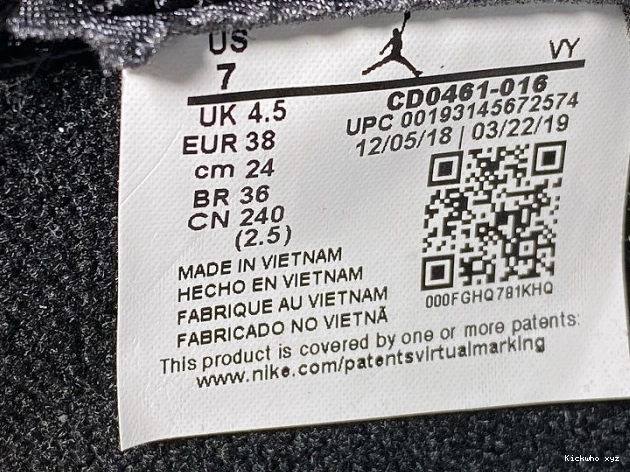 US
7
VY
UK 4.5
EUR 38
cm 24
BR 36
CN 240
(2.5)
CD0461-016
UPC 00193145672574
12/05/18 | 03/22/19
000FGHQ781KHQ
MADE IN VIETNAM
HECHO EN VIETNAM
FABRIQUE AU VIETNAM
FABRICADO NO VIETNÃ
This product is covered by one or more patents:
www.nike.com/patentsvirtualmarking
Kickwho xyz